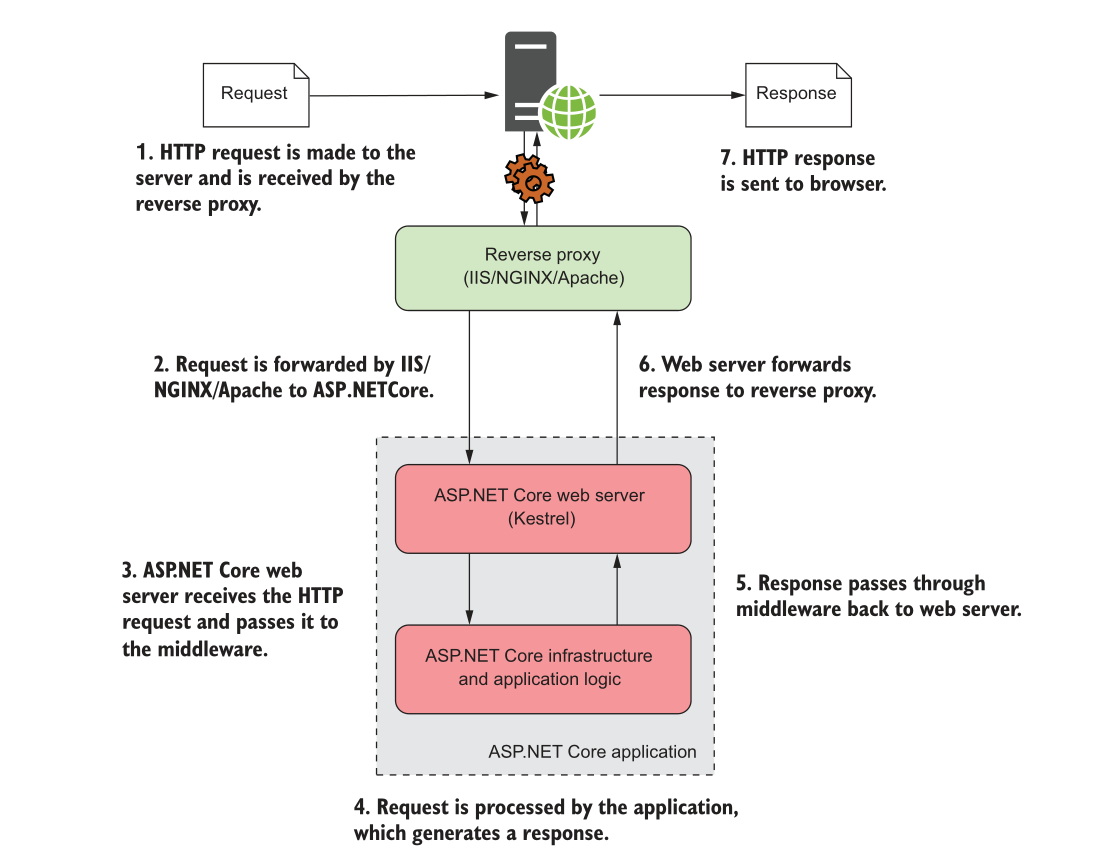 Request
Response
1. HTTP request is made to the
server and is received by the
reverse proxy.
7. HTTP response
is sent to browser.
Reverse proxy
(IIS/NGINX/Apache)
2. Request is forwarded by IIS/
NGINX/Apache to ASP.NETCore.
6. Web server forwards
response to reverse proxy.
ASP.NET Core web server
(Kestrel)
3. ASP.NET Core web
server receives the HTTP
request and passes it to
the middleware.
5. Response passes through
middleware back to web server.
ASP.NET Core infrastructure
and application logic
ASP.NET Core application
4. Request is processed by the application,
which generates a response.